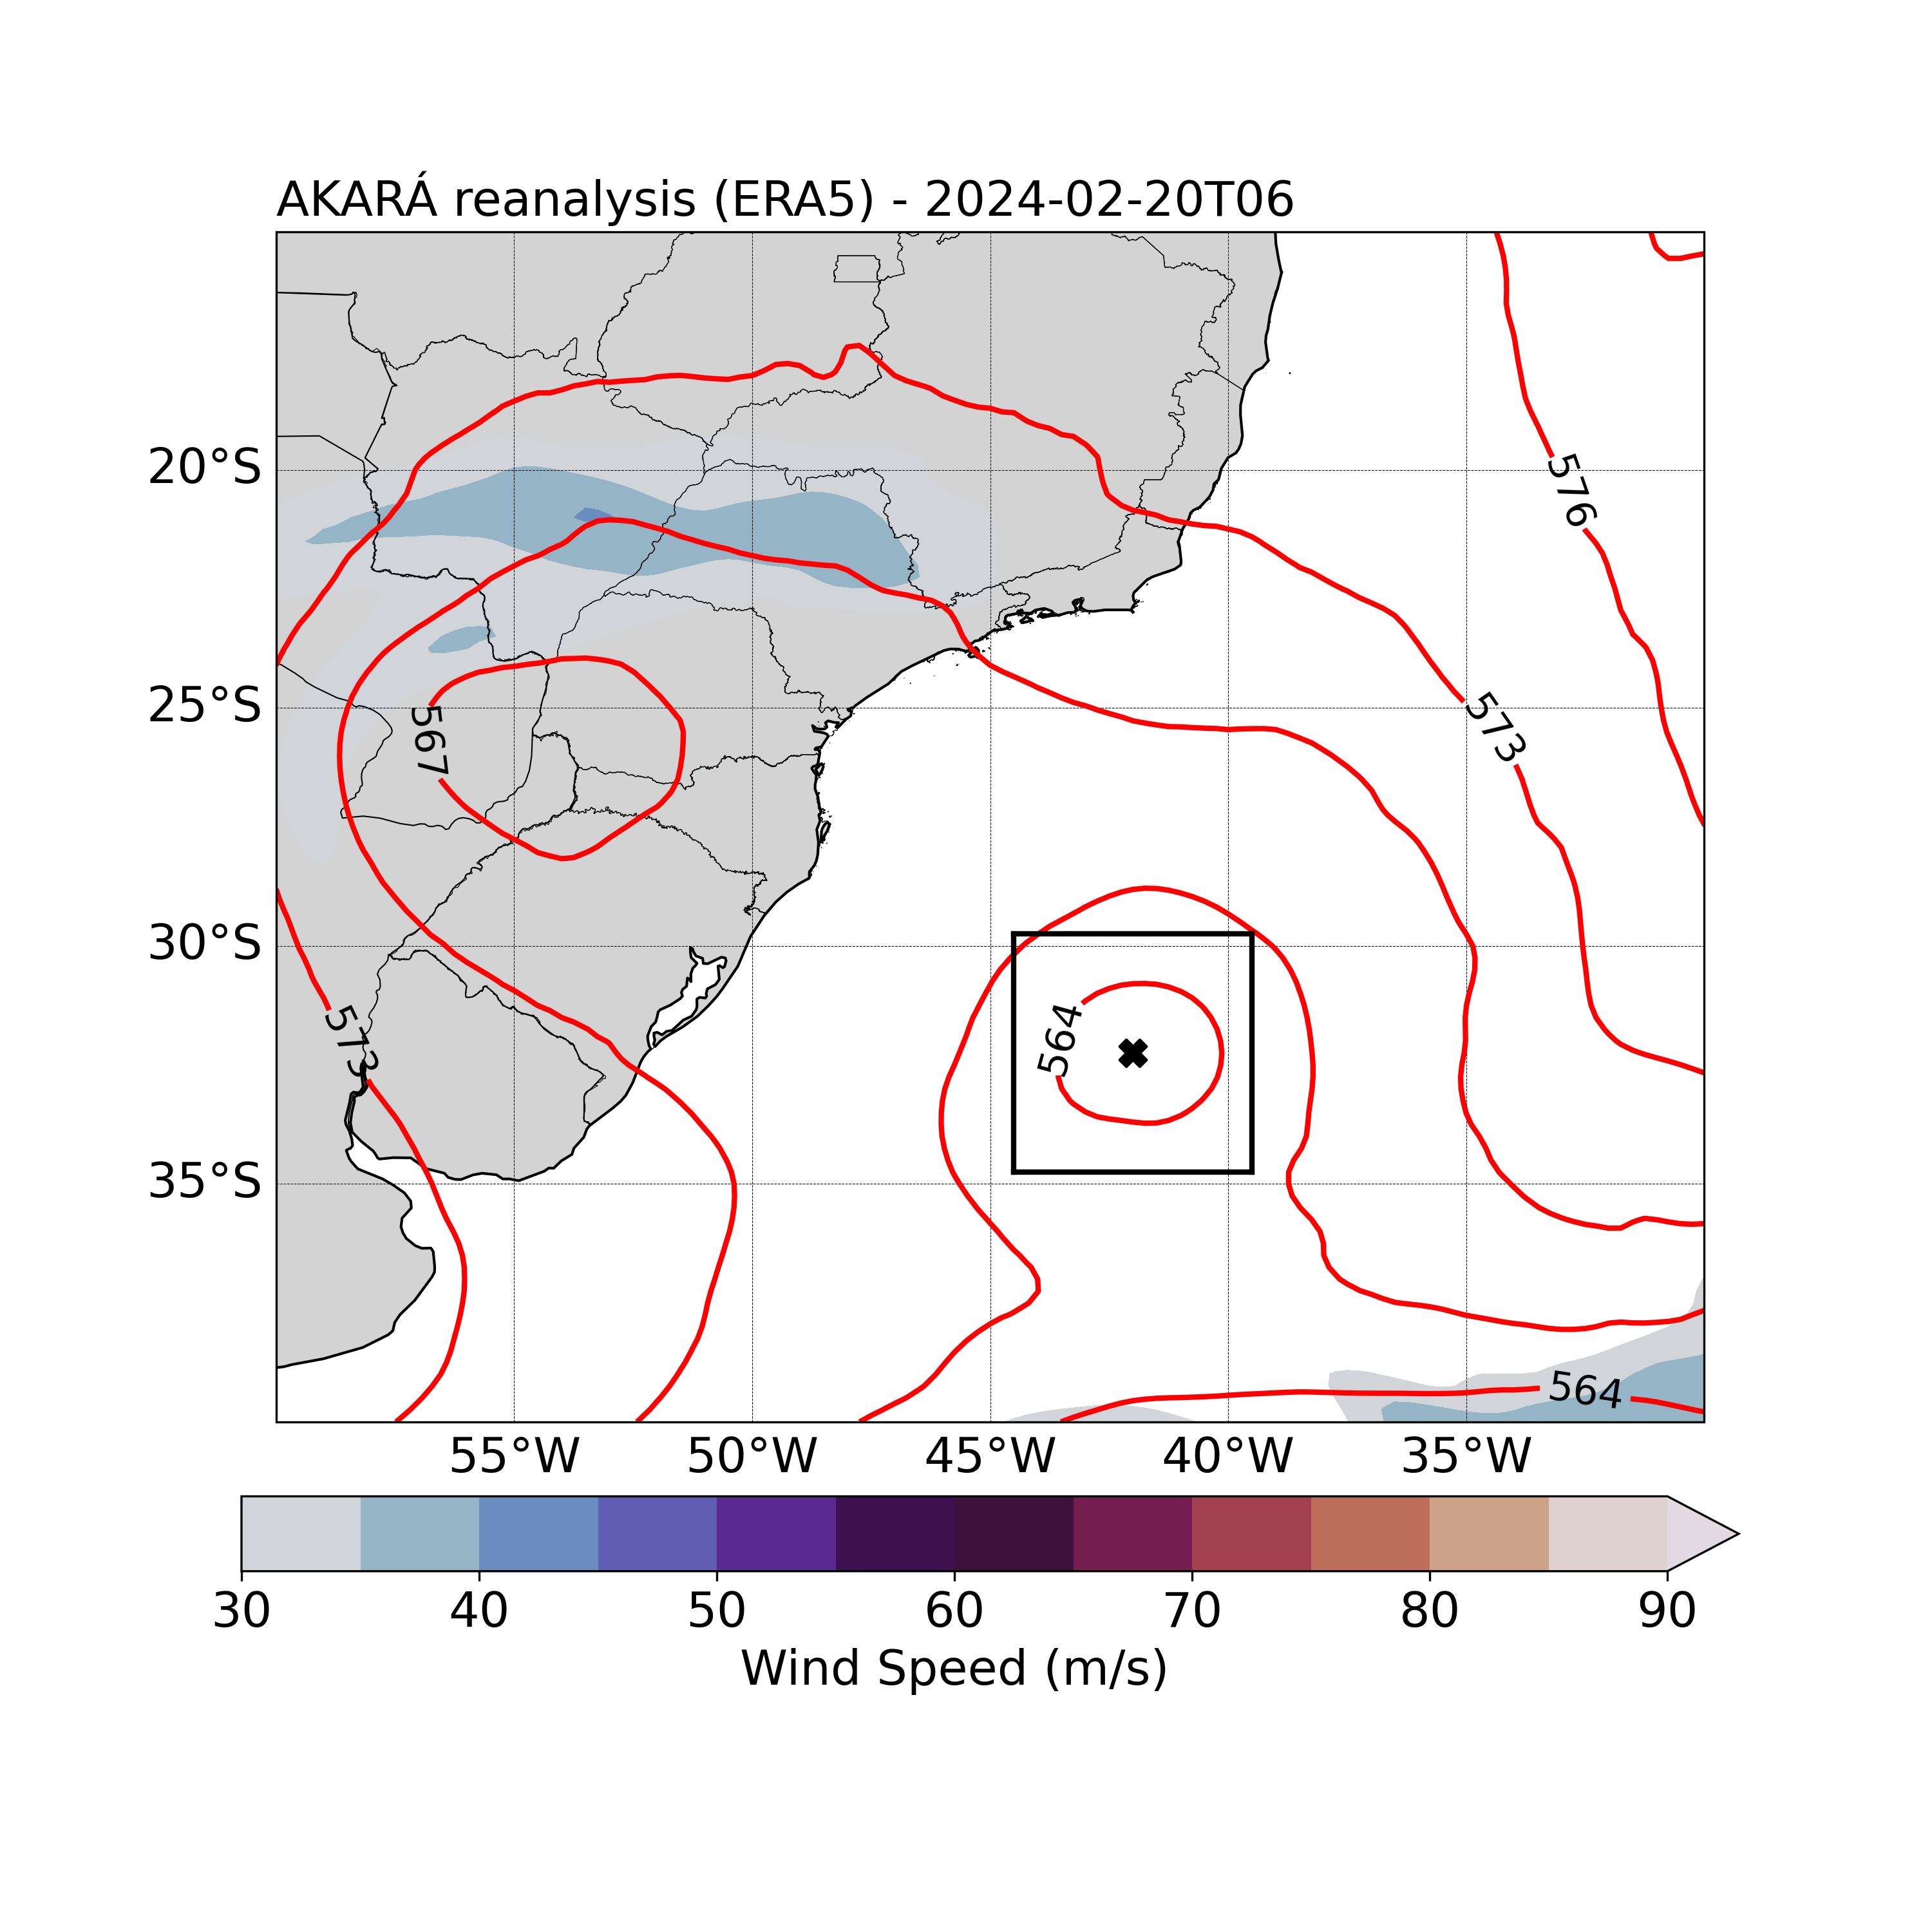 AKARÁ reanalysis (ERA5) - 2024-02-20T06
576
20°S
573
25°S
567
30°S
573
564
35°S
564
55°W 50°W 45°W 40°W 35°W
30 40 50 60 70 80 90
Wind Speed (m/s)